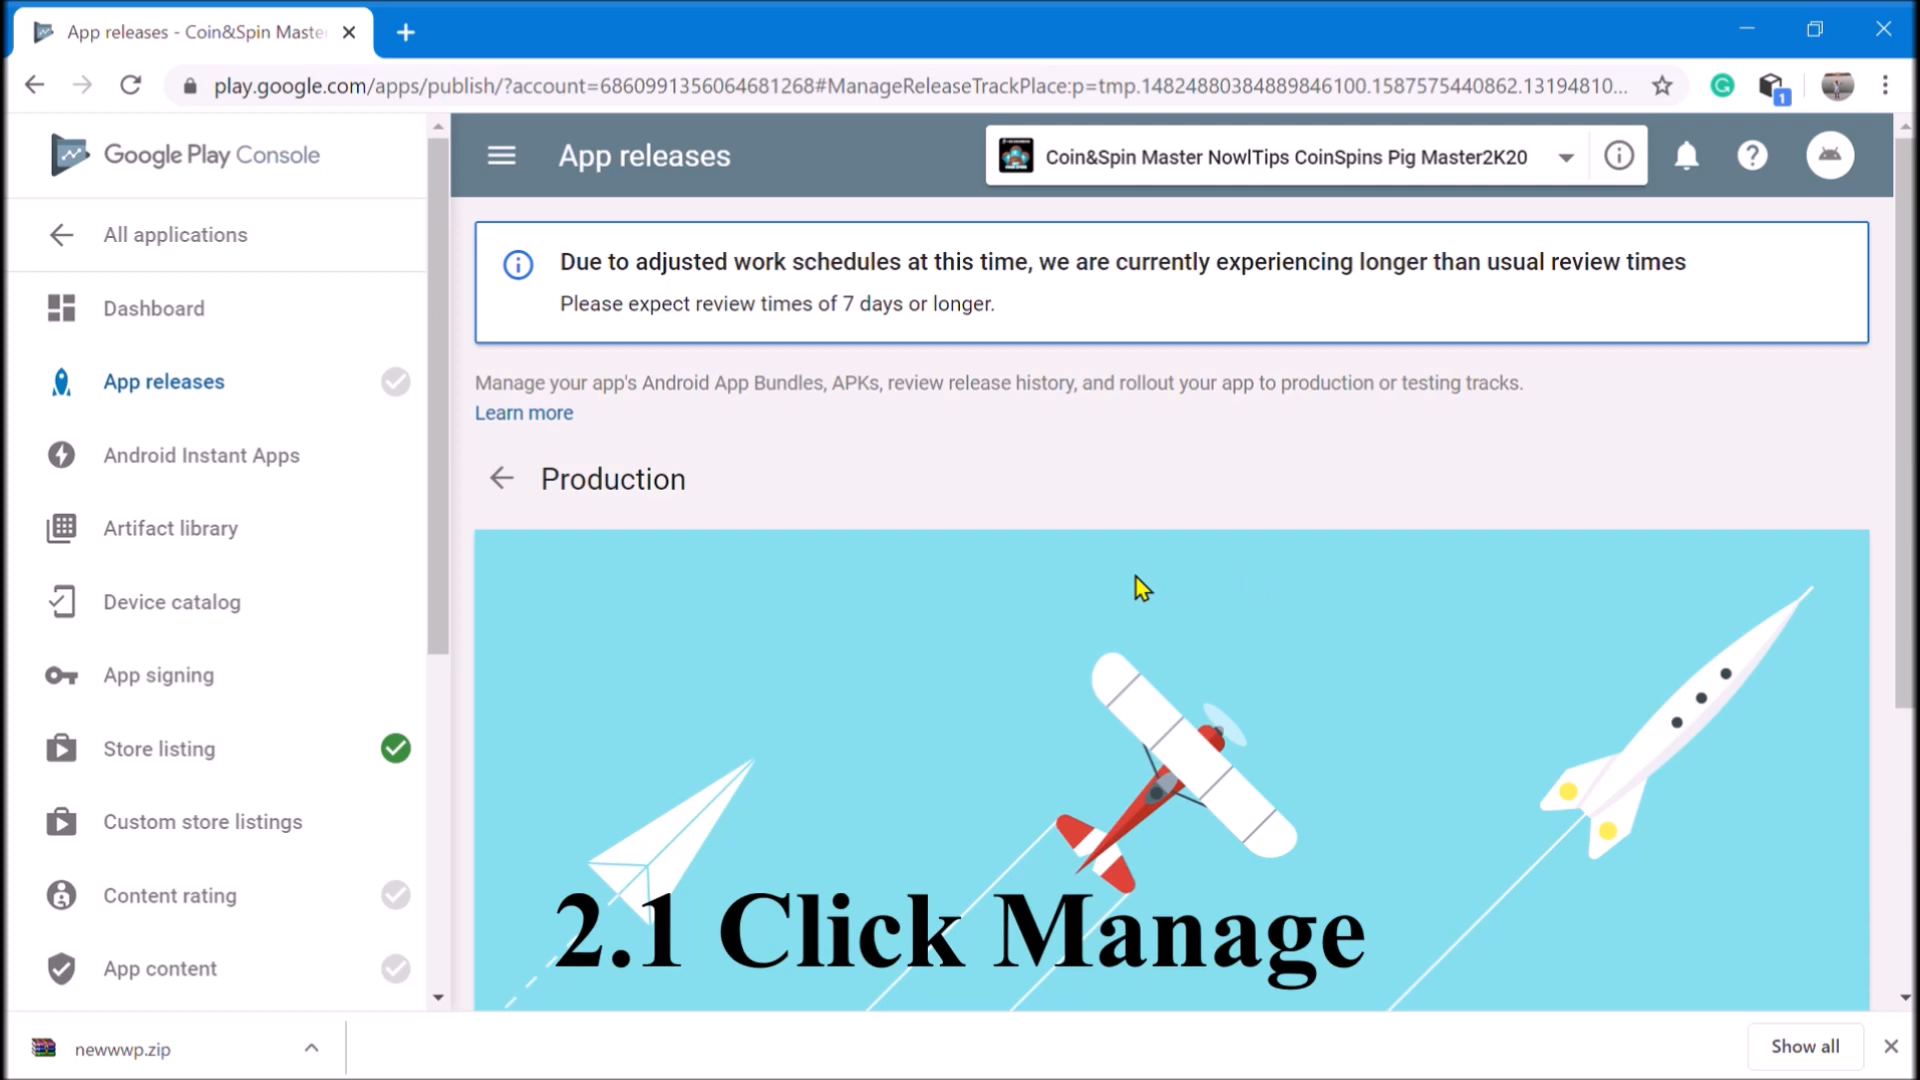 App releases - Coin&Spin Maste
play.google.com/apps/publish/?account=6860991356064681268#ManageReleaseTrackPlace:p=tmp.14824880384889846100.1587575440862.13194810...
1
Google Play Console
App releases
Coin&Spin Master NowlTips CoinSpins Pig Master2K20
All applications
Due to adjusted work schedules at this time, we are currently experiencing longer than usual review times
Please expect review times of 7 days or longer.
Dashboard
App releases
Manage your app's Android App Bundles, APKs, review release history, and rollout your app to production or testing tracks.
Learn more
Android Instant Apps
Production
Artifact library
Device catalog
App signing
Store listing
Custom store listings
Content rating
App content
2.1 Click Manage
newwwp.zip
Show all